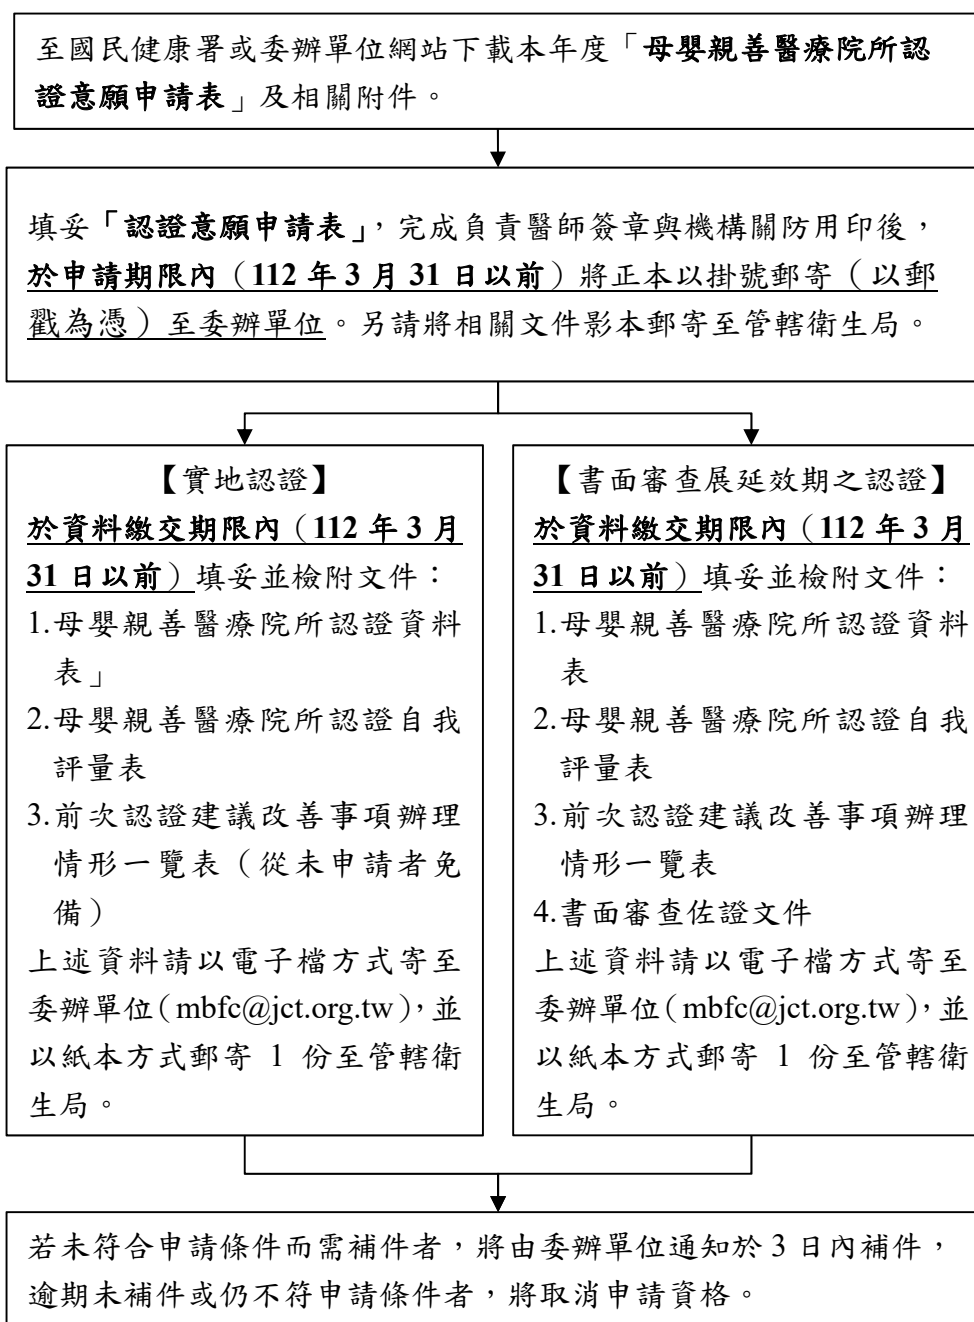 至國民健康署或委辦單位網站下載本年度「母嬰親善醫療院所認
證意願申請表」及相關附件。
填妥「認證意願申請表」，完成負責醫師簽章與機構關防用印後，
於申請期限內（112 年 3 月 31 日以前）將正本以掛號郵寄（以郵
戳為憑）至委辦單位。另請將相關文件影本郵寄至管轄衛生局。
【實地認證】
於資料繳交期限內（112 年 3 月
31 日以前）填妥並檢附文件：
1.母嬰親善醫療院所認證資料
表」
2.母嬰親善醫療院所認證自我
評量表
3.前次認證建議改善事項辦理
情形一覽表（從未申請者免
備）
上述資料請以電子檔方式寄至
委辦單位(mbfc@jct.org.tw)，並
以紙本方式郵寄 1 份至管轄衛
生局。
【書面審查展延效期之認證】
於資料繳交期限內（112 年 3 月
31 日以前）填妥並檢附文件：
1.母嬰親善醫療院所認證資料
表
2.母嬰親善醫療院所認證自我
評量表
3.前次認證建議改善事項辦理
情形一覽表
4.書面審查佐證文件
上述資料請以電子檔方式寄至
委辦單位(mbfc@jct.org.tw)，並
以紙本方式郵寄 1 份至管轄衛
生局。
若未符合申請條件而需補件者，將由委辦單位通知於 3 日內補件，
逾期未補件或仍不符申請條件者，將取消申請資格。